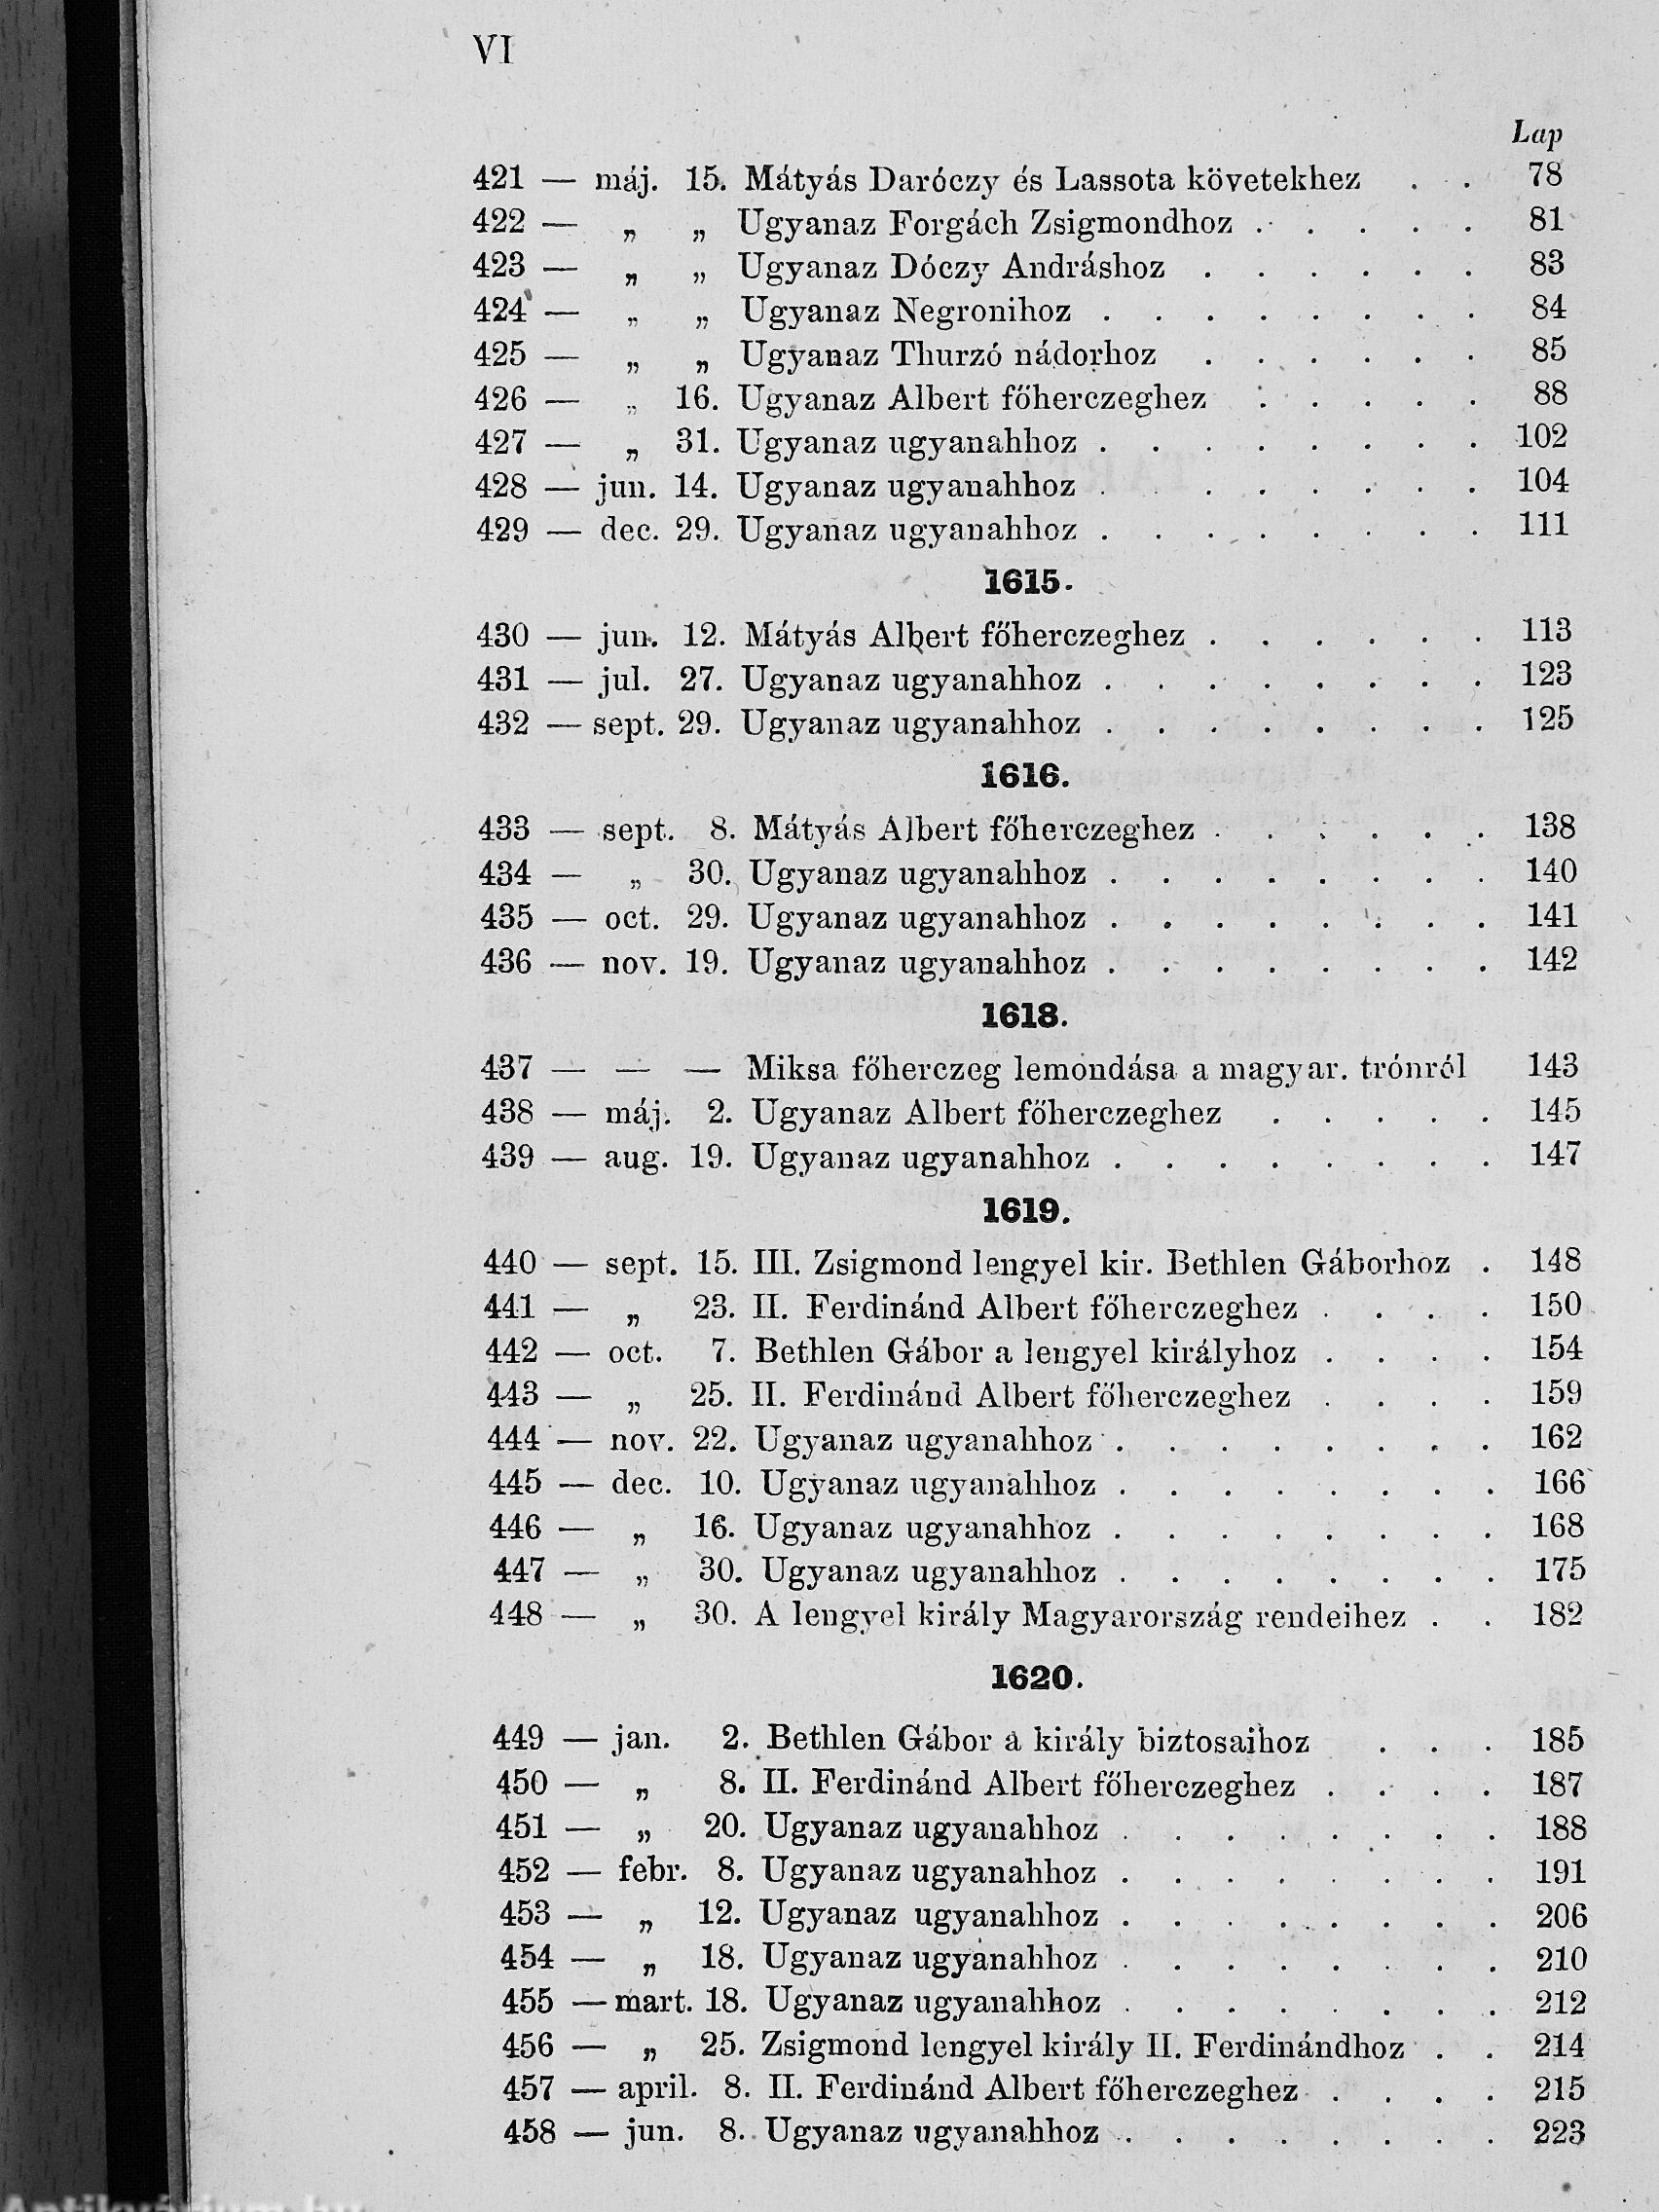 VI
Lap
421 — máj. 15. Mátyás Daróczy és Lassota követekhez . . 78
422 — „ „ Ugyanaz Forgách Zsigmondhoz . . . . . 81
423 — „ „ Ugyanaz Dóczy Andráshoz . . . . . . 83
424 — „ „ Ugyanaz Negronihoz . . . . . . . . 84
425 — „ „ Ugyanaz Thurzó nádorhoz . . . . . . 85
426 — „ 16. Ugyanaz Albert főherczeghez . . . . . 88
427 — „ 31. Ugyanaz ugyanahhoz . . . . . . . . 102
428 — jun. 14. Ugyanaz ugyanahhoz . . . . . . . 104
429 — dec. 29. Ugyanaz ugyanahhoz . . . . . . . . 111
1615.
430 — jun. 12. Mátyás Albert főherczeghez . . . . . . 113
431 — jul. 27. Ugyanaz ugyanahhoz . . . . . . . . 123
432 — sept. 29. Ugyanaz ugyanahhoz . . . . . . . . 125
1616.
433 — sept. 8. Mátyás Albert főherczeghez . . . . . . 138
434 — „ 30. Ugyanaz ugyanahhoz . . . . . . . . 140
435 — oct. 29. Ugyanaz ugyanahhoz . . . . . . . . 141
436 — nov. 19. Ugyanaz ugyanahhoz . . . . . . . . 142
1618.
437 — — — Miksa főherczeg lemondása a magyar. trónról 143
438 — máj. 2. Ugyanaz Albert főherczeghez . . . . . 145
439 — aug. 19. Ugyanaz ugyanahhoz . . . . . . . . 147
1619.
440 — sept. 15. III. Zsigmond lengyel kir. Bethlen Gáborhoz . 148
441 — „ 23. II. Ferdinánd Albert főherczeghez . . . . 150
442 — oct. 7. Bethlen Gábor a lengyel királyhoz . . . . 154
443 — „ 25. II. Ferdinánd Albert főherczeghez . . . . 159
444 — nov. 22. Ugyanaz ugyanahhoz . . . . . . . . 162
445 — dec. 10. Ugyanaz ugyanahhoz . . . . . . . . 166
446 — „ 16. Ugyanaz ugyanahhoz . . . . . . . . 168
447 — „ 30. Ugyanaz ugyanahhoz . . . . . . . . 175
448 — „ 30. A lengyel király Magyarország rendeihez . . 182
1620.
449 — jan. 2. Bethlen Gábor a király biztosaihoz . . . 185
450 — „ 8. II. Ferdinánd Albert főherczeghez . . . . 187
451 — „ 20. Ugyanaz ugyanahhoz . . . . . . . . 188
452 — febr. 8. Ugyanaz ugyanahhoz . . . . . . . . 191
453 — „ 12. Ugyanaz ugyanahhoz . . . . . . . . 206
454 — „ 18. Ugyanaz ugyanahhoz . . . . . . . . 210
455 — mart. 18. Ugyanaz ugyanahhoz . . . . . . . . 212
456 — „ 25. Zsigmond lengyel király II. Ferdinándhoz . . 214
457 — april. 8. II. Ferdinánd Albert főherczeghez . . . . 215
458 — jun. 8. Ugyanaz ugyanahhoz . . . . . . . . 223